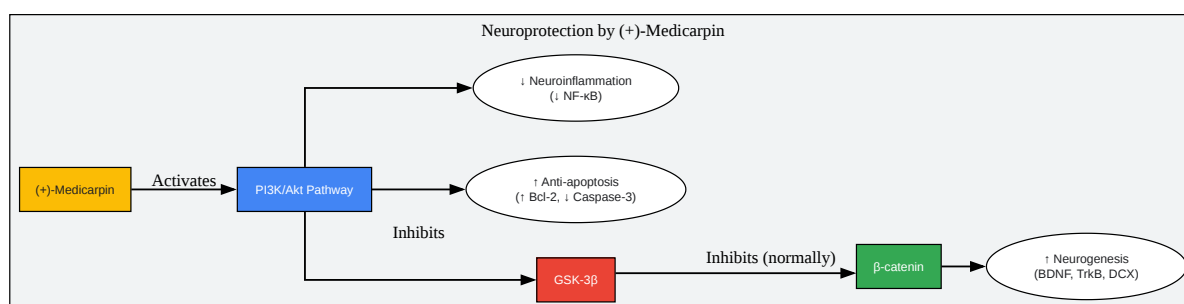 Neuroprotection by (+)-Medicarpin
↓ Neuroinflammation
(↓ NF-κB)
(+)-Medicarpin
Activates
PI3K/Akt Pathway
↑ Anti-apoptosis
(↑ Bcl-2, ↓ Caspase-3)
Inhibits
GSK-3β
Inhibits (normally)
β-catenin
↑ Neurogenesis
(BDNF, TrkB, DCX)